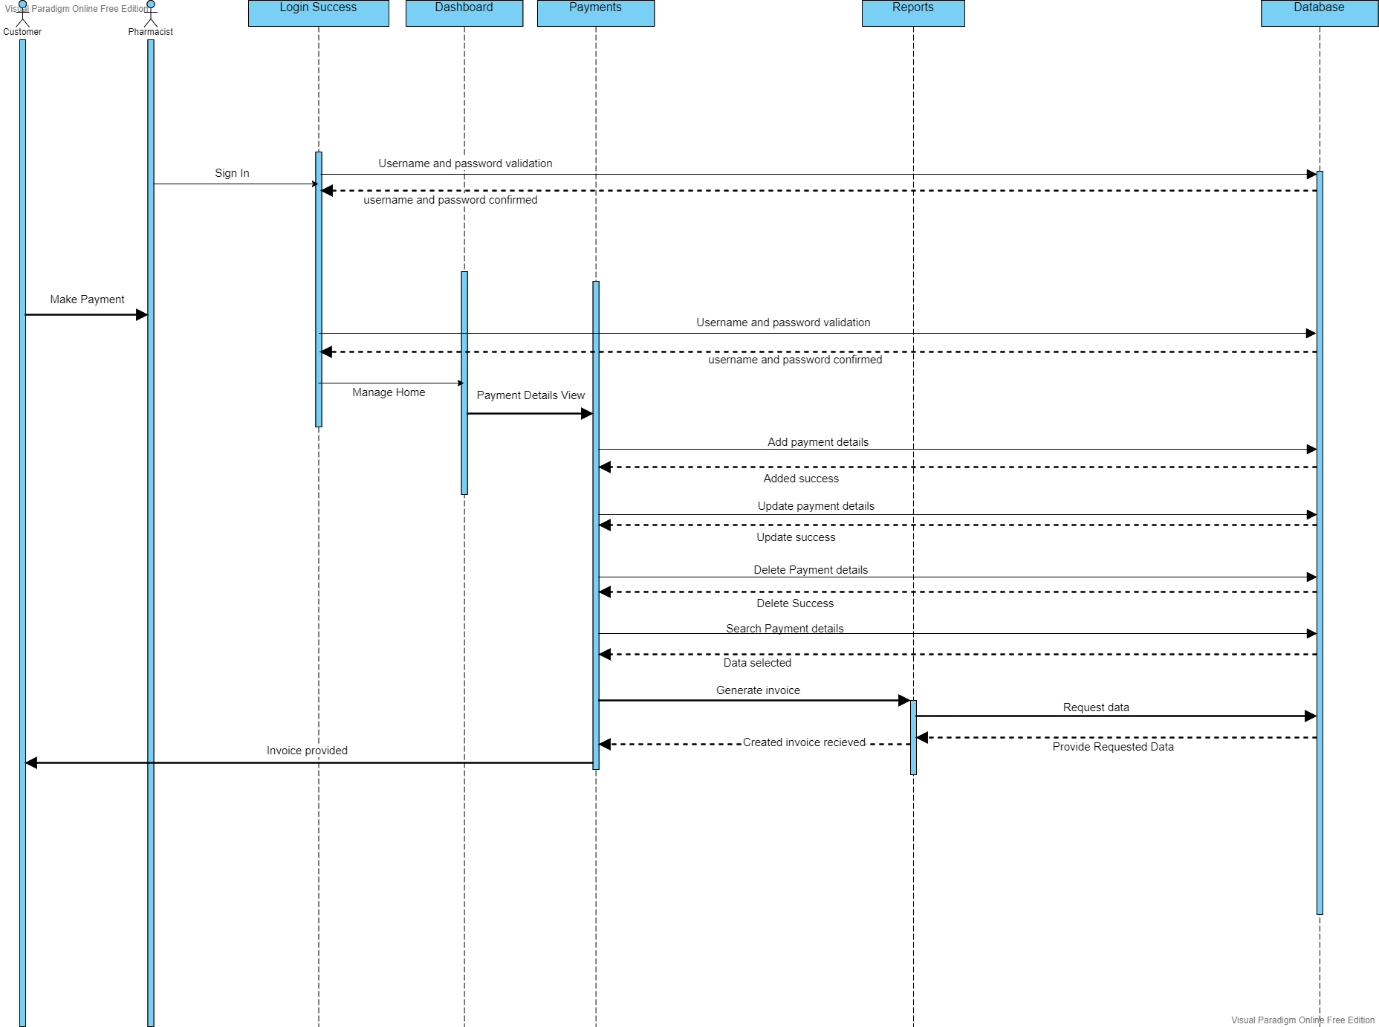 Visual Paradigm Online Free Edition
Customer
Pharmacist
Login Success
Dashboard
Payments
Reports
Database
Username and password validation
Sign In
username and password confirmed
Make Payment
Username and password validation
username and password confirmed
Manage Home
Payment Details View
Add payment details
Added success
Update payment details
Update success
Delete Payment details
Delete Success
Search Payment details
Data selected
Generate invoice
Request data
Created invoice recieved
Provide Requested Data
Invoice provided
Visual Paradigm Online Free Edition